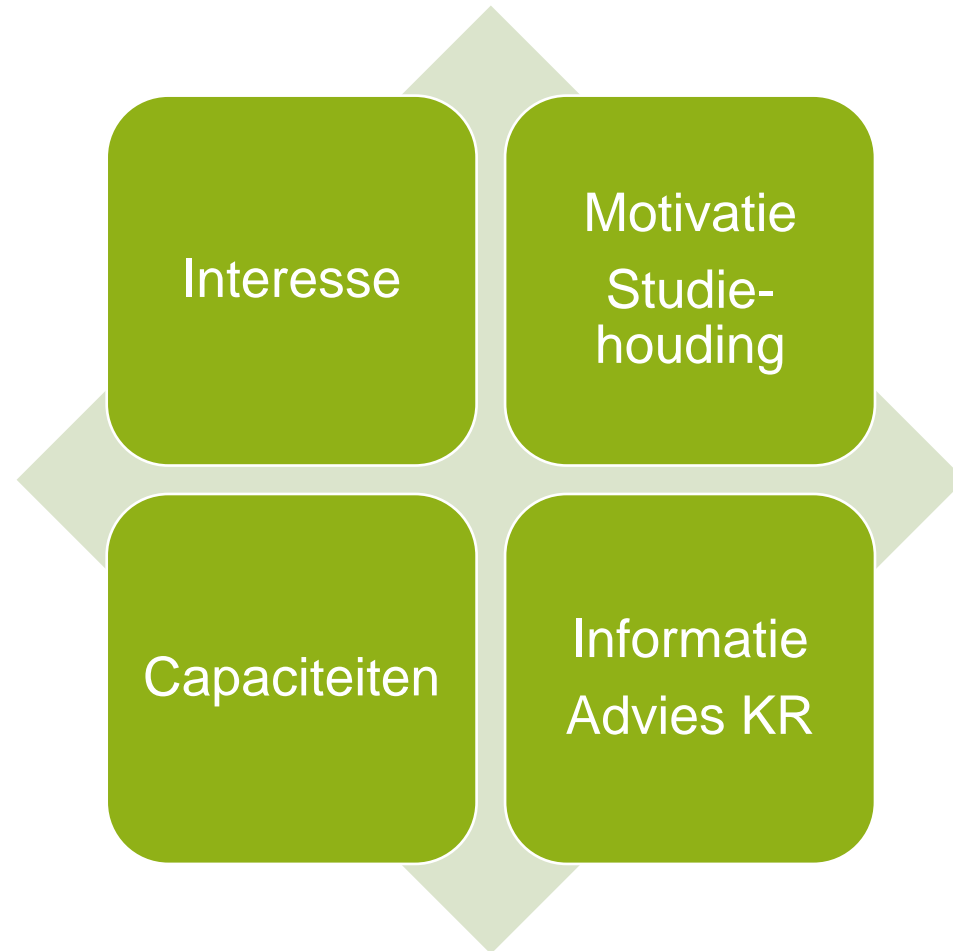 Interesse
Motivatie
Studie-
houding
Capaciteiten
Informatie
Advies KR